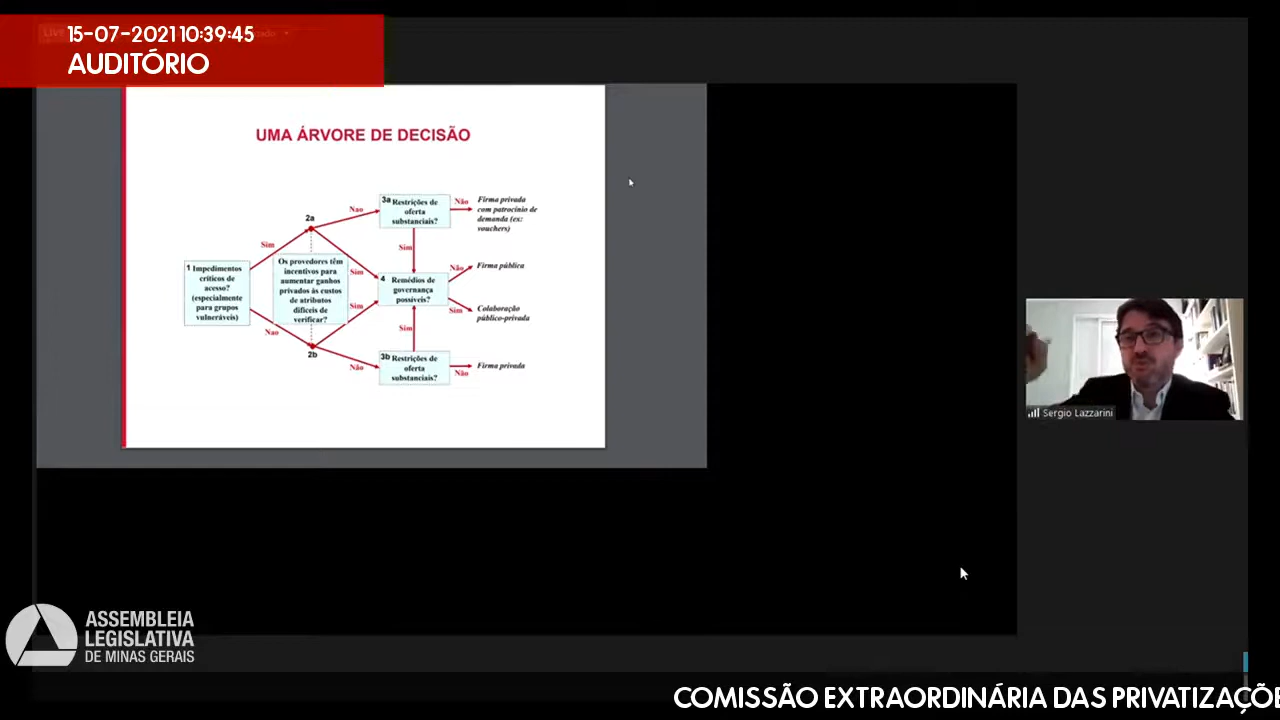 15-07-2021 10:39:45
AUDITÓRIO
UMA ÁRVORE DE DECISÃO
1 Impedimentos
críticos de
acesso?
(especialmente
para grupos
vulneráveis)
Sim
Nao
2a
Os provedores têm
incentivos para
aumentar ganhos
privados às custos
de atributos
difíceis de
verificar?
2b
Nao
Sim
Sim
Não
3a Restrições de
oferta
substanciais?
Sim
4 Remédios de
governança
possíveis?
Sim
3b Restrições de
oferta
substanciais?
Não
Firma privada
com patrocínio de
demanda (ex:
vouchers)
Não
Firma pública
Sim
Colaboração
público-privada
Não
Firma privada
Sergio Lazzarini
ASSEMBLEIA
LEGISLATIVA
DE MINAS GERAIS
COMISSÃO EXTRAORDINÁRIA DAS PRIVATIZAÇÕE